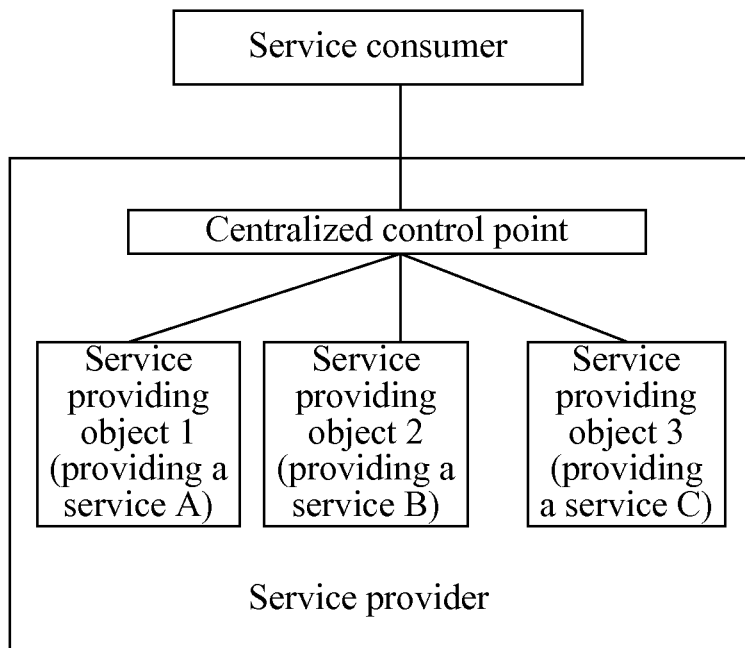 Service consumer
Centralized control point
Service
providing
object 1
(providing a
service A)
Service
providing
object 2
(providing a
service B)
Service
providing
object 3
(providing
a service C)
Service provider